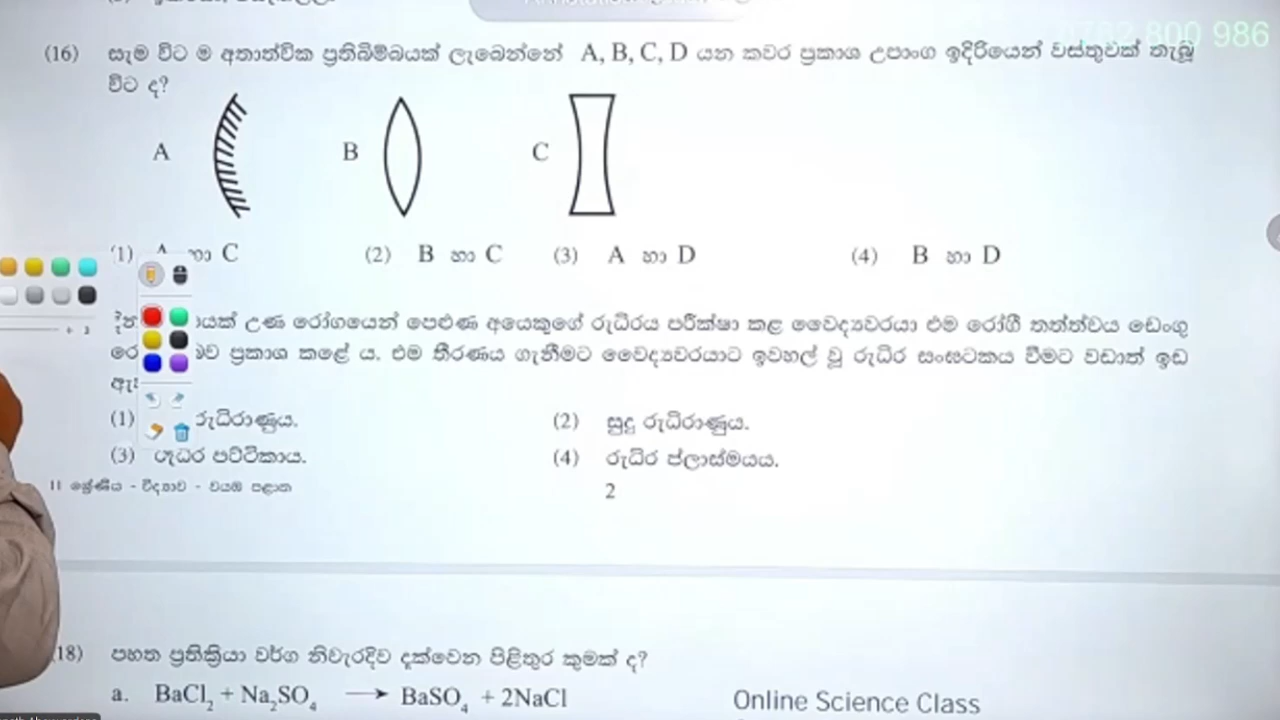 0762 800 986
(16) සැම විට ම අතාත්වික ප්‍රතිබිම්බයක් ලැබෙන්නේ A, B, C, D යන කවර ප්‍රකාශ උපාංග ඉදිරියෙන් වස්තුවක් තැබූ
විට ද?
A B C
(1) A හා C (2) B හා C (3) A හා D (4) B හා D
උණ රෝගයෙන් පෙළුණ අයෙකුගේ රුධිරය පරීක්ෂා කළ වෛද්‍යවරයා එම රෝගී තත්ත්වය ඩෙංගු
බව ප්‍රකාශ කළේ ය. එම තීරණය ගැනීමට වෛද්‍යවරයාට ඉවහල් වූ රුධිර සංඝටකය වීමට වඩාත් ඉඩ
(1) රුධිරාණුය. (2) සුදු රුධිරාණුය.
(3) රුධිර පට්ටිකාය. (4) රුධිර ප්ලාස්මයය.
11 ශ්‍රේණිය - විද්‍යාව - වයඹ පළාත 2
18) පහත ප්‍රතික්‍රියා වර්ග නිවැරදිව දැක්වෙන පිළිතුර කුමක් ද?
a. BaCl₂ + Na₂SO₄ ⟶ BaSO₄ + 2NaCl
Online Science Class